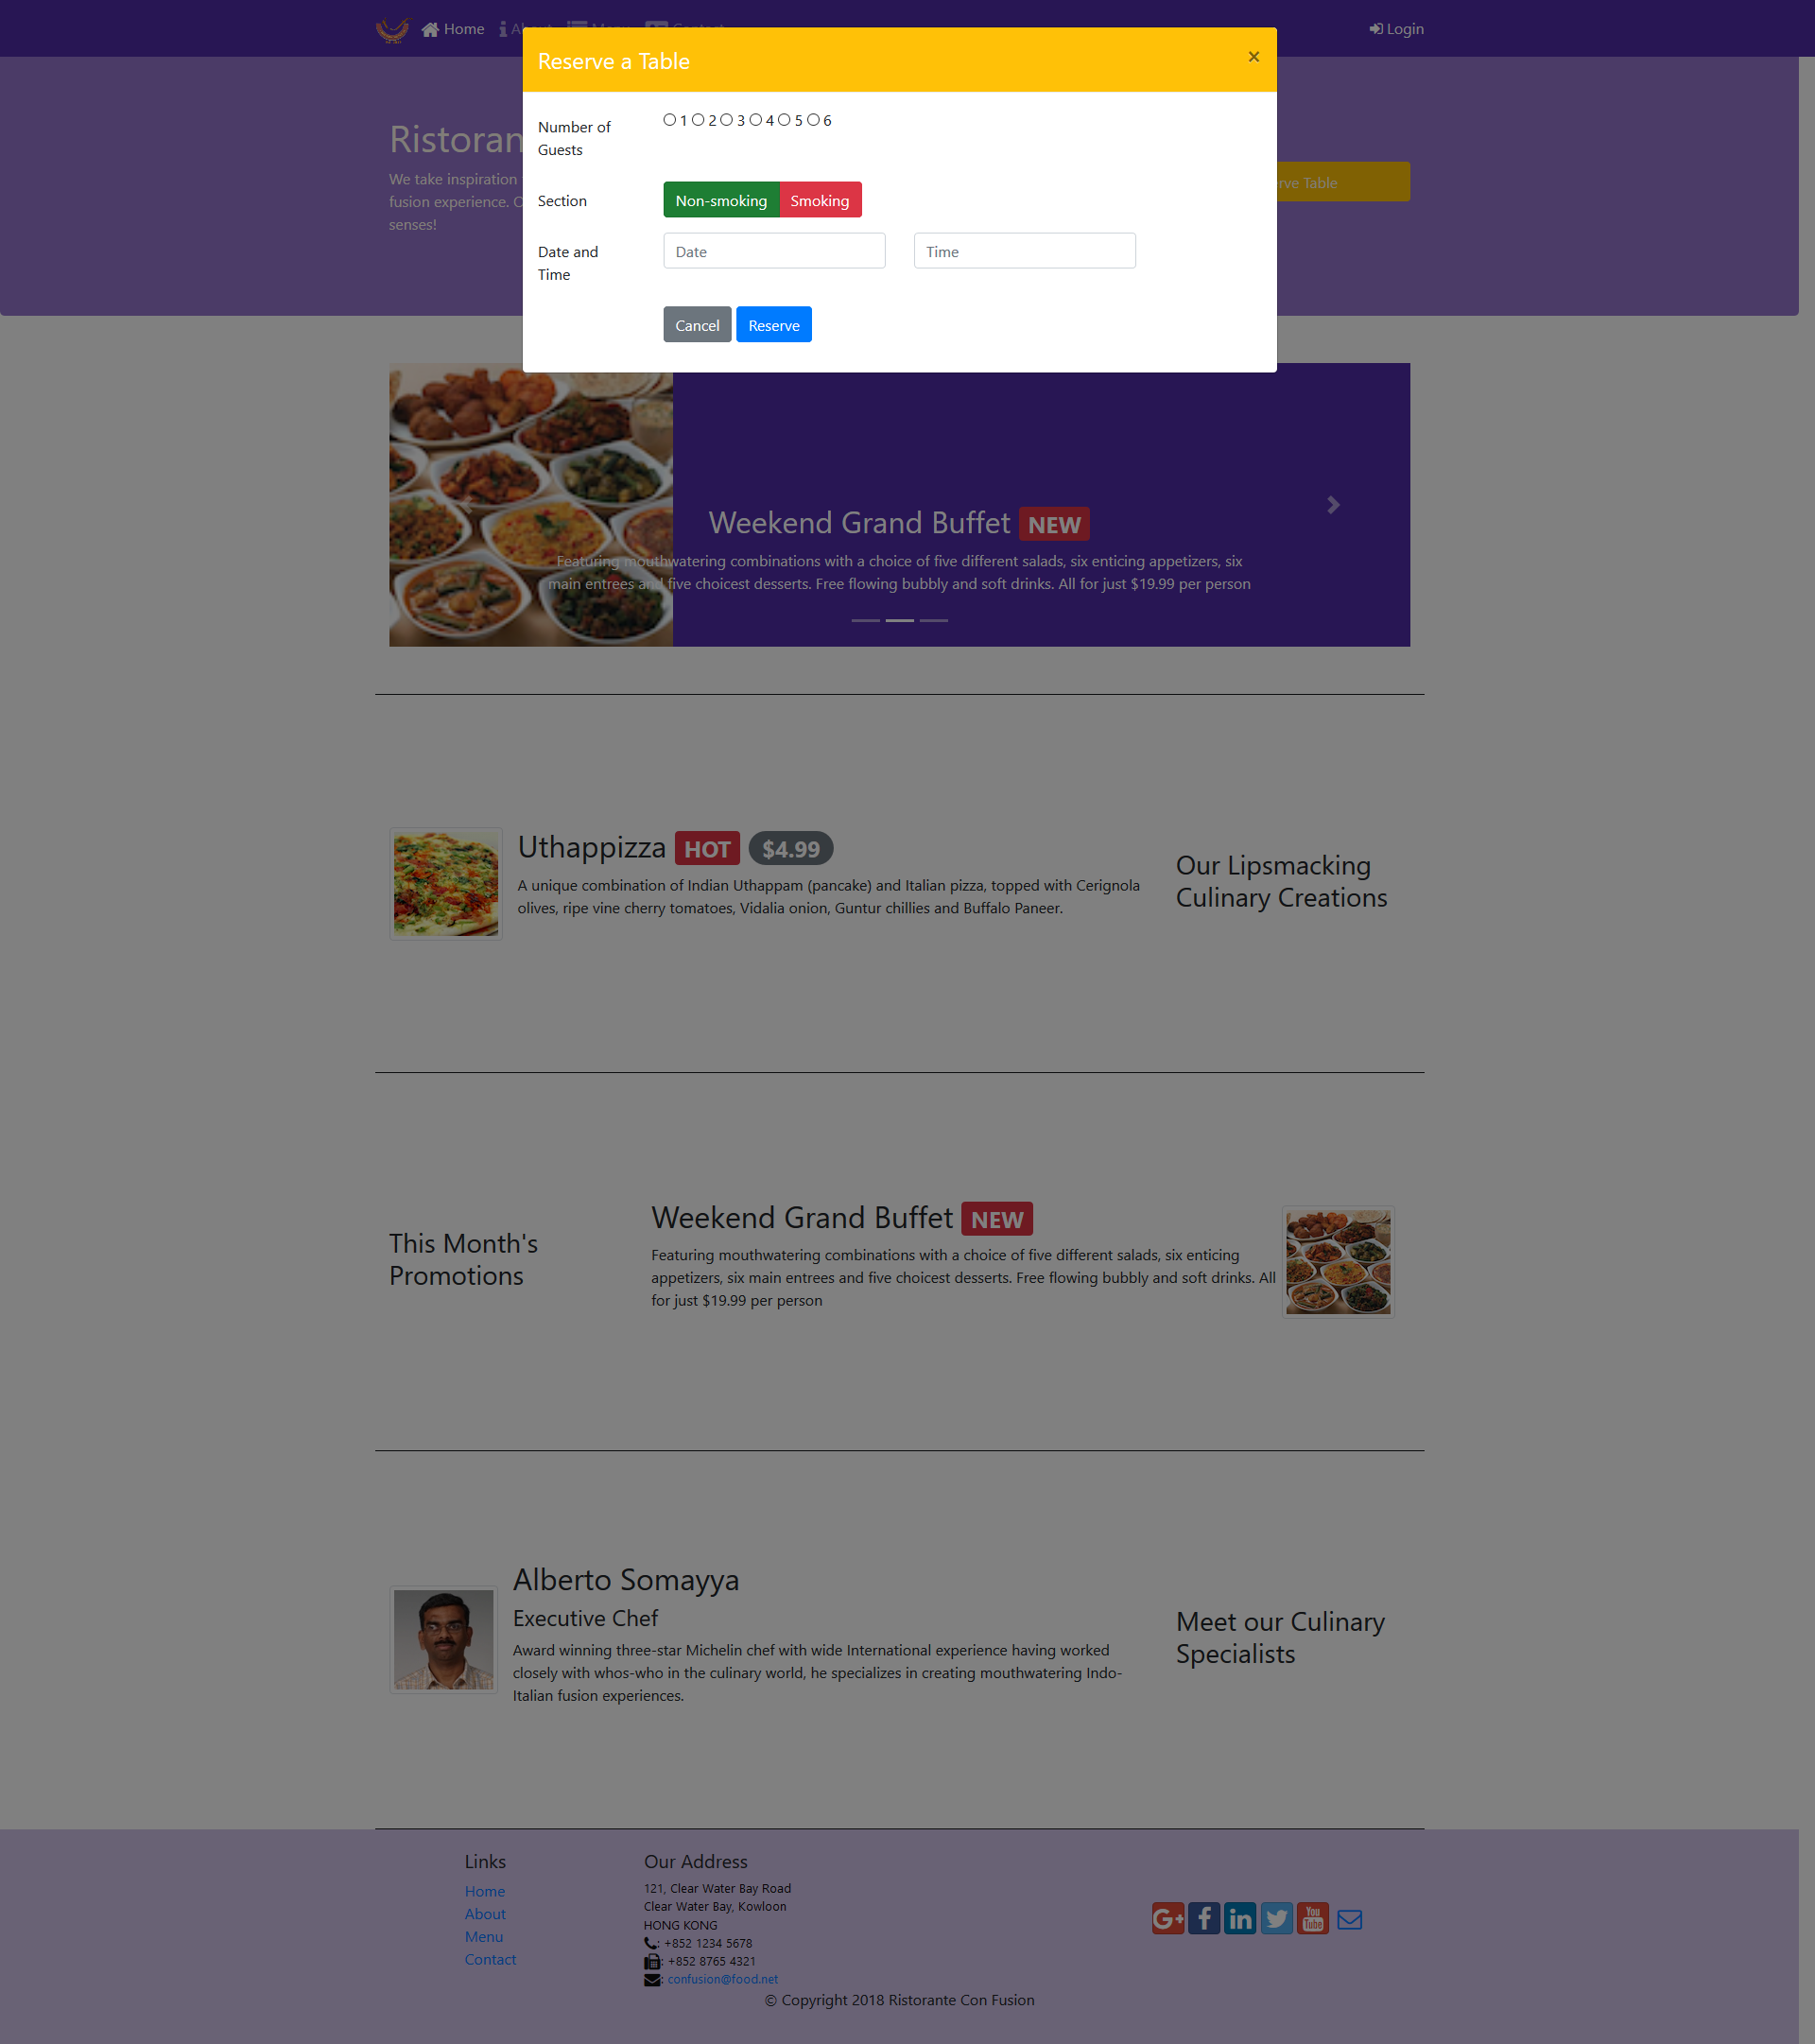 Home
Login
Reserve a Table
×
Number of
Guests
1 2 3 4 5 6
Section
Non-smoking Smoking
Date and
Time
Date
Time
Cancel Reserve
Ristoran
We take inspiration
fusion experience.
senses!
rve Table
Weekend Grand Buffet NEW
Featuring mouthwatering combinations with a choice of five different salads, six enticing appetizers, six
main entrees and five choicest desserts. Free flowing bubbly and soft drinks. All for just $19.99 per person
Uthappizza HOT $4.99
A unique combination of Indian Uthappam (pancake) and Italian pizza, topped with Cerignola
olives, ripe vine cherry tomatoes, Vidalia onion, Guntur chillies and Buffalo Paneer.
Our Lipsmacking
Culinary Creations
This Month's
Promotions
Weekend Grand Buffet NEW
Featuring mouthwatering combinations with a choice of five different salads, six enticing
appetizers, six main entrees and five choicest desserts. Free flowing bubbly and soft drinks. All
for just $19.99 per person
Alberto Somayya
Executive Chef
Award winning three-star Michelin chef with wide International experience having worked
closely with whos-who in the culinary world, he specializes in creating mouthwatering Indo-
Italian fusion experiences.
Meet our Culinary
Specialists
Links
Home
About
Menu
Contact
Our Address
121, Clear Water Bay Road
Clear Water Bay, Kowloon
HONG KONG
: +852 1234 5678
: +852 8765 4321
: confusion@food.net
G+ f in You Tube
© Copyright 2018 Ristorante Con Fusion